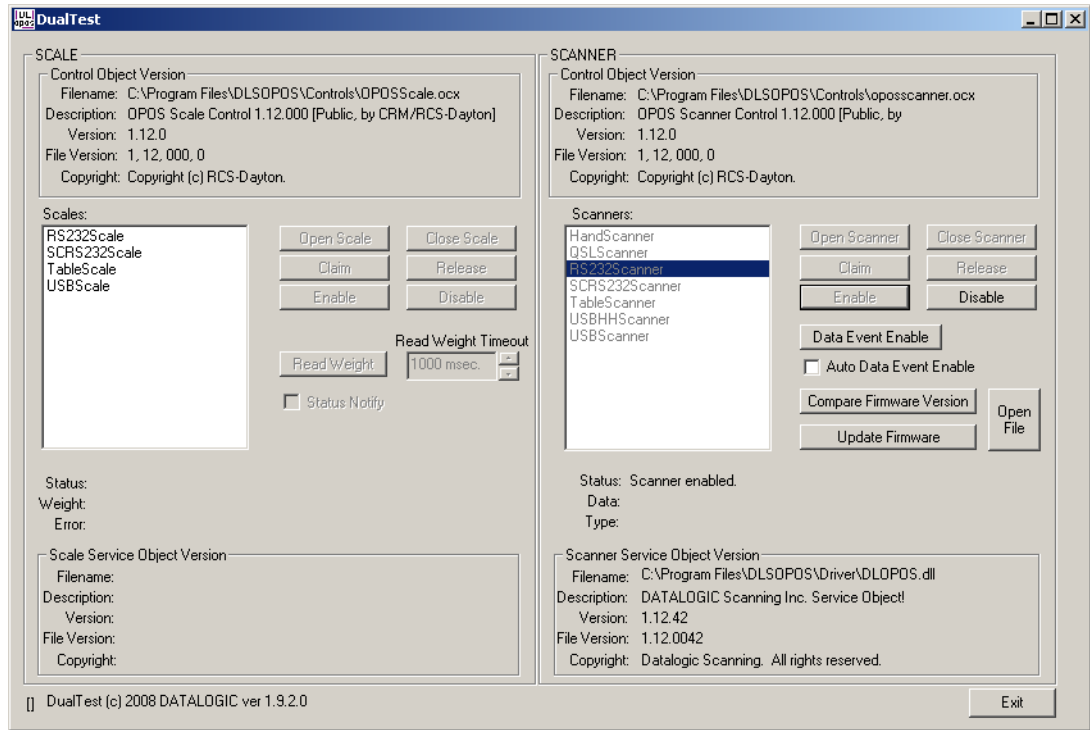 UL opos DualTest
SCALE
Control Object Version
Filename: C:\Program Files\DLSOPOS\Controls\OPOSScale.ocx
Description: OPOS Scale Control 1.12.000 [Public, by CRM/RCS-Dayton]
Version: 1.12.0
File Version: 1, 12, 000, 0
Copyright: Copyright (c) RCS-Dayton.
Scales:
RS232Scale
SCRS232Scale
TableScale
USBScale
Open Scale Close Scale
Claim Release
Enable Disable
Read Weight Timeout
Read Weight 1000 msec.
Status Notify
Status:
Weight:
Error:
Scale Service Object Version
Filename:
Description:
Version:
File Version:
Copyright:
SCANNER
Control Object Version
Filename: C:\Program Files\DLSOPOS\Controls\oposscanner.ocx
Description: OPOS Scanner Control 1.12.000 [Public, by
Version: 1.12.0
File Version: 1, 12, 000, 0
Copyright: Copyright (c) RCS-Dayton.
Scanners:
HandScanner
QSLScanner
RS232Scanner
SCRS232Scanner
TableScanner
USBHHScanner
USBScanner
Open Scanner Close Scanner
Claim Release
Enable Disable
Data Event Enable
Auto Data Event Enable
Compare Firmware Version
Update Firmware
Open
File
Status: Scanner enabled.
Data:
Type:
Scanner Service Object Version
Filename: C:\Program Files\DLSOPOS\Driver\DLOPOS.dll
Description: DATALOGIC Scanning Inc. Service Object!
Version: 1.12.42
File Version: 1.12.0042
Copyright: Datalogic Scanning. All rights reserved.
[] DualTest (c) 2008 DATALOGIC ver 1.9.2.0
Exit